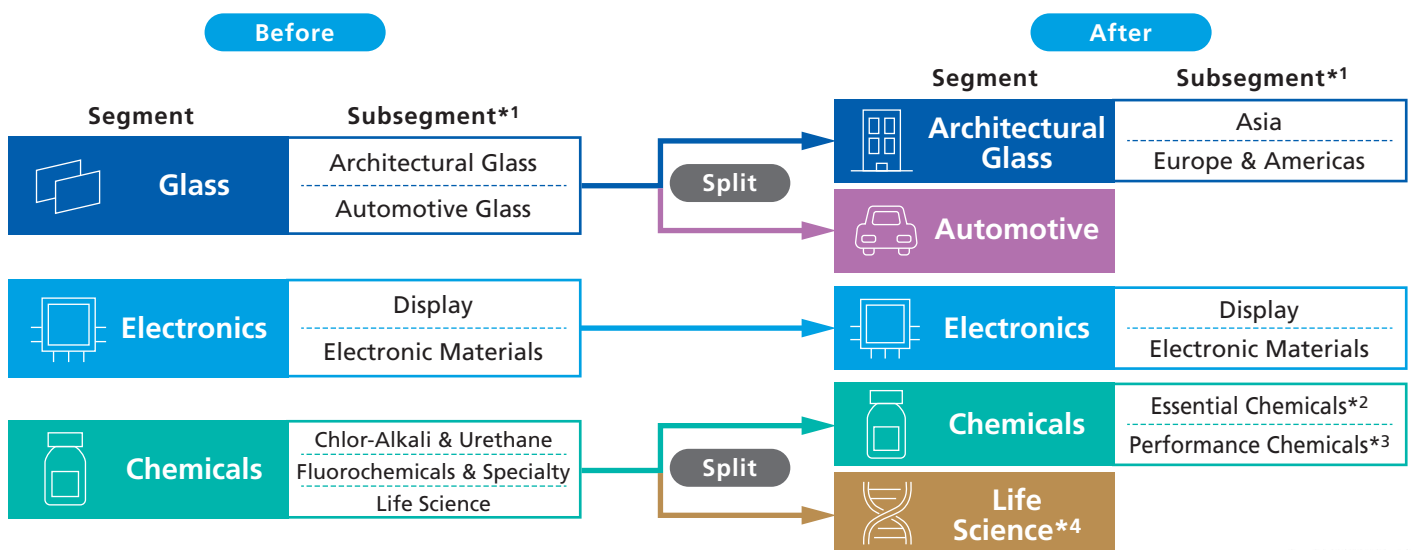 Before
Segment
Subsegment*1
Glass
Architectural Glass
Automotive Glass
Electronics
Display
Electronic Materials
Chemicals
Chlor-Alkali & Urethane
Fluorochemicals & Specialty
Life Science
Split
Split
After
Segment
Subsegment*1
Architectural
Glass
Asia
Europe & Americas
Automotive
Electronics
Display
Electronic Materials
Chemicals
Essential Chemicals*2
Performance Chemicals*3
Life
Science*4